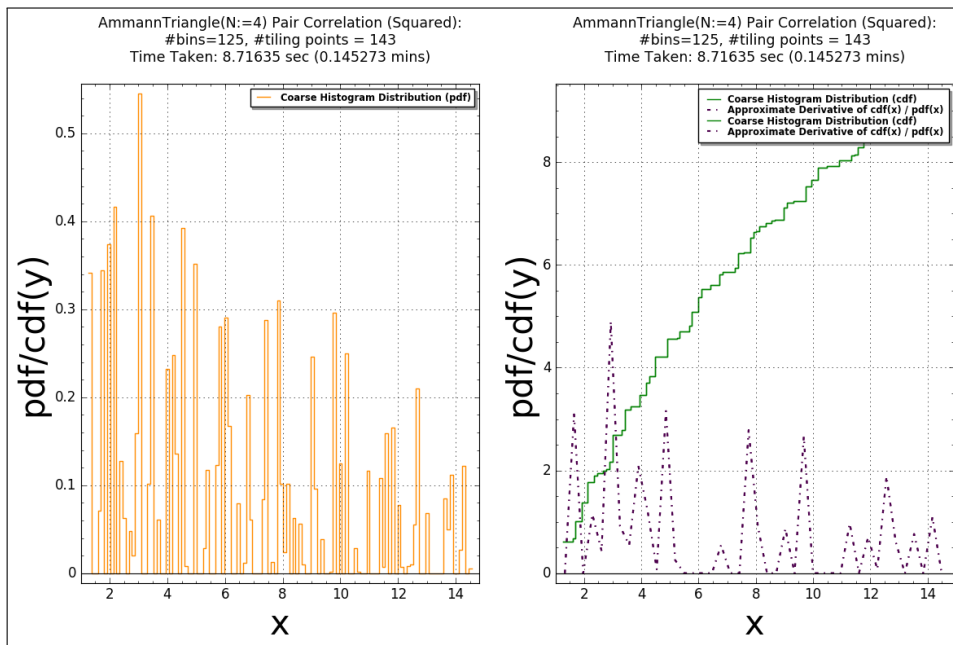 AmmannTriangle(N:=4) Pair Correlation (Squared):
#bins=125, #tiling points = 143
Time Taken: 8.71635 sec (0.145273 mins)
Coarse Histogram Distribution (pdf)
pdf/cdf(y)
0.5
0.4
0.3
0.2
0.1
0
2 4 6 8 10 12 14
x
AmmannTriangle(N:=4) Pair Correlation (Squared):
#bins=125, #tiling points = 143
Time Taken: 8.71635 sec (0.145273 mins)
Coarse Histogram Distribution (cdf)
Approximate Derivative of cdf(x) / pdf(x)
Coarse Histogram Distribution (cdf)
Approximate Derivative of cdf(x) / pdf(x)
pdf/cdf(y)
8
6
4
2
0
2 4 6 8 10 12 14
x